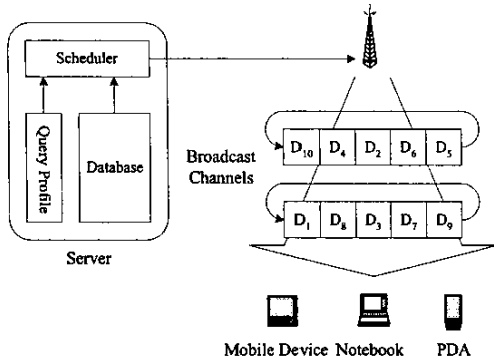 Scheduler
Query Profile
Database
Server
Broadcast
Channels
D10 D4 D2 D6 D5
D1 D8 D3 D7 D9
Mobile Device Notebook PDA